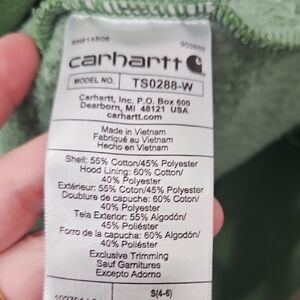 carhartt
MODEL NO. TS0288-W
Carhartt, Inc. P.O. Box 600
Dearborn, MI 48121 USA
carhartt.com
Made in Vietnam
Fabriqué au Vietnam
Hecho en Vietnam
Shell: 55% Cotton/45% Polyester
Hood Lining: 60% Cotton/
40% Polyester
Extérieur: 55% Coton/45% Polyester
Doublure de capuche: 60% Coton/
40% Polyester
Tela Exterior: 55% Algodón/
45% Poliéster
Forro de la capucha: 60% Algodón/
40% Poliéster
Exclusive Trimming
Sauf Garnitures
Excepto Adorno
S(4-6)